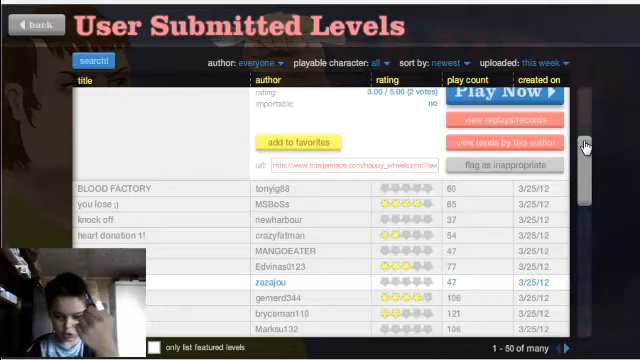 back
User Submitted Levels
search!
author: everyone playable character: all sort by: newest uploaded: this week
title author rating play count created on
rating: 3.00 / 5.00 (2 votes)
importable: no
Play Now
view replays/records
add to favorites
view levels by this author
url:
flag as inappropriate
BLOOD FACTORY tonyig88 60 3/25/12
you lose ;) MSBoSs 65 3/25/12
knock off newharbour 37 3/25/12
heart donation 1! crazyfatman 54 3/25/12
MANGOEATER 47 3/25/12
Edvinas0123 77 3/25/12
zazajou 47 3/25/12
gemerd344 106 3/25/12
bryceman110 121 3/25/12
Marksu132 106 3/25/12
only list featured levels
1 - 50 of many